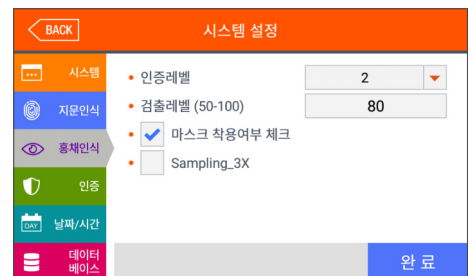 BACK
시스템 설정
시스템
지문인식
홍채인식
인증
DAY
날짜/시간
데이터
베이스
• 인증레벨
2
• 검출레벨 (50-100)
80
• 마스크 착용여부 체크
• Sampling_3X
완 료